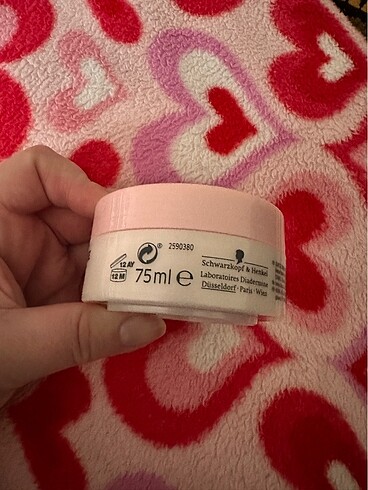 2590380
12 AY
12 M
75ml e
Schwarzkopf & Henkel
Laboratoires Diadermine
Düsseldorf · Paris · Wien